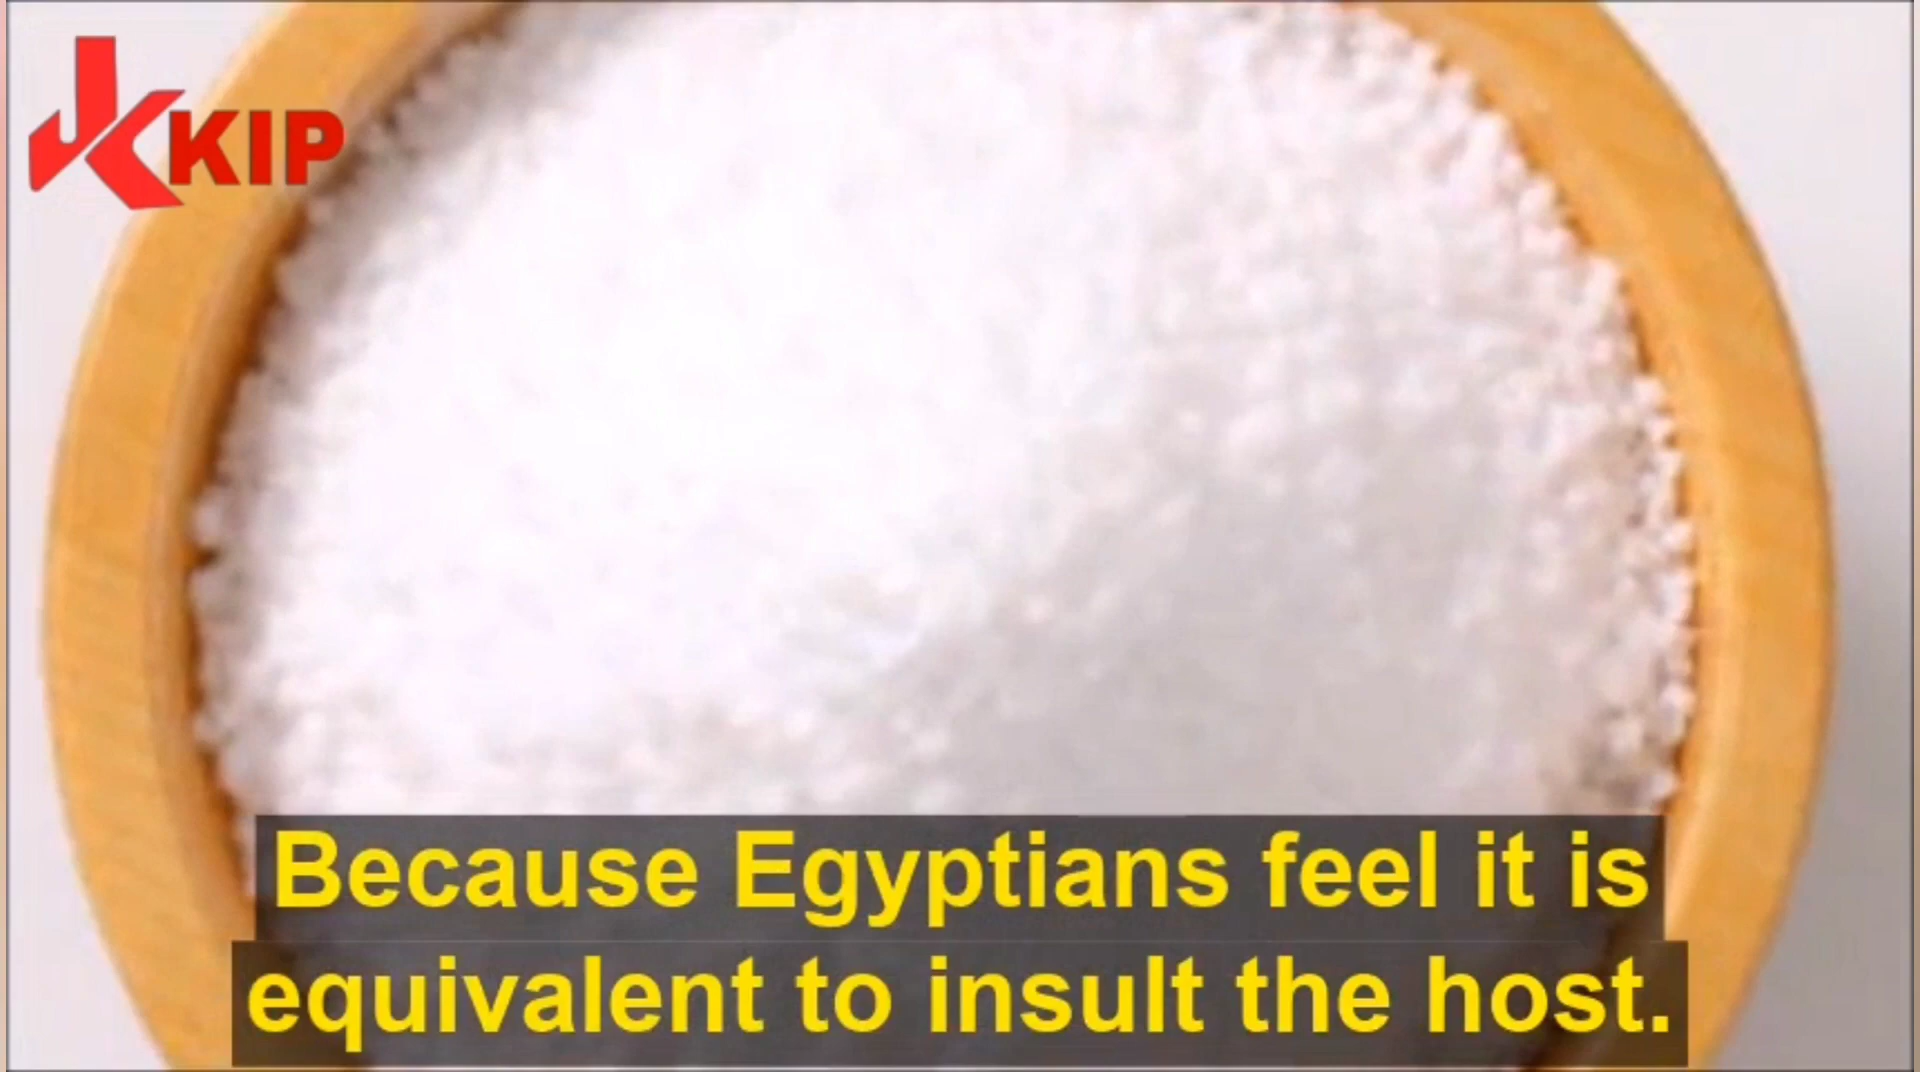 KIP
Because Egyptians feel it is
equivalent to insult the host.